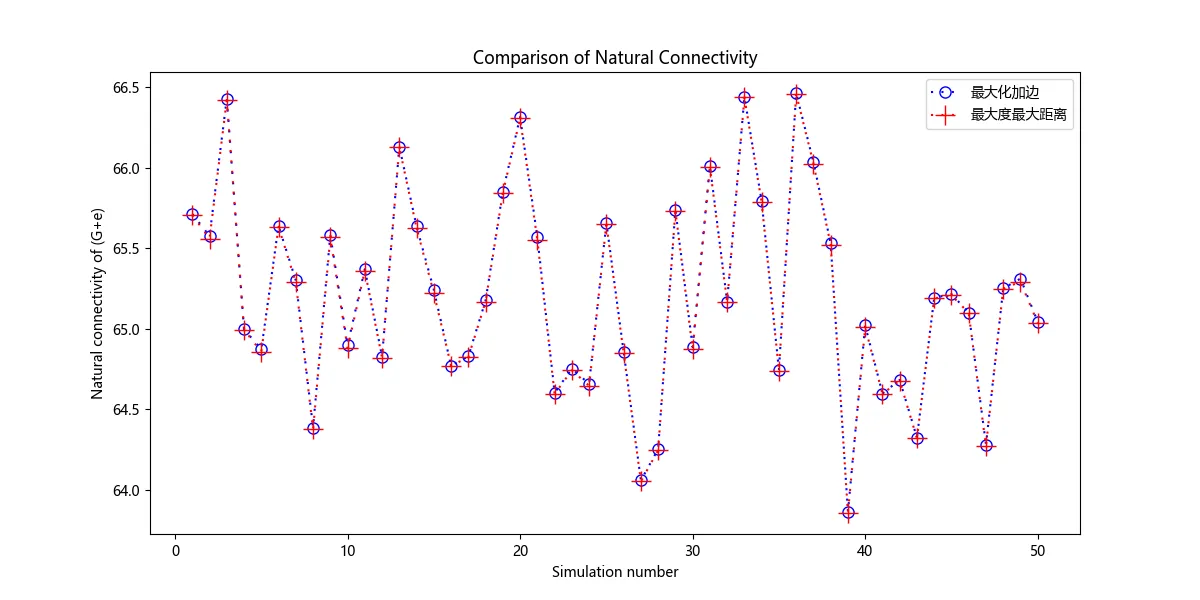 Comparison of Natural Connectivity
最大化加边
最大度最大距离
Natural connectivity of (G+e)
66.5
66.0
65.5
65.0
64.5
64.0
0 10 20 30 40 50
Simulation number